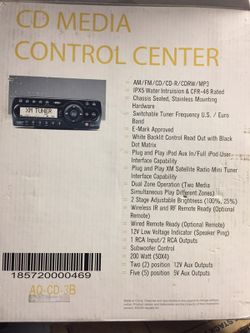 CD MEDIA
CONTROL CENTER
XM TUNER
- AM/FM/CD/CD-R/CDRW/MP3
- IPX5 Water Intrusion & CFR-46 Rated
- Chassis Sealed, Stainless Mounting
Hardware
- Switchable Tuner Frequency U.S. / Euro
Band
- E-Mark Approved
- White Backlit Control Read Out with Black
Dot Matrix
- Plug and Play iPod Aux In/Full iPod User
Interface Capability
- Plug and Play XM Satellite Radio Mini Tuner
Interface Capability
- Dual Zone Operation (Two Media
Simultaneous Play Different Zones)
- 2 Stage Adjustable Brightness (100%, 25%)
- Wireless IR and RF Remote Ready (Optional
Remote)
- Wired Remote Ready (Optional Remote)
- 12V Low Voltage Indicator (Speaker Ping)
- 1 RCA Input/2 RCA Outputs
- Subwoofer Control
- 200 Watt (50X4)
- Two (2) position 12V Aux Outputs
- Five (5) position 5V Aux Outputs
185720000469
AQ-CD-3B